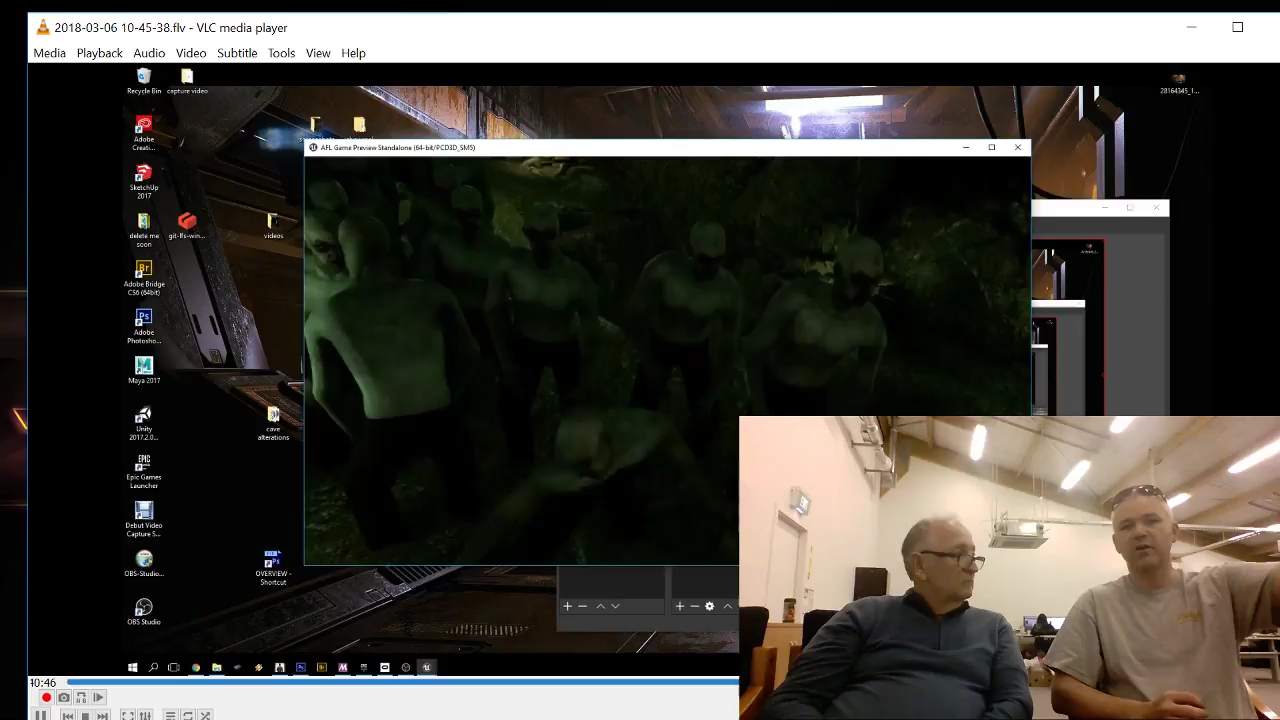 2018-03-06 10-45-38.flv - VLC media player
Media Playback Audio Video Subtitle Tools View Help
Recycle Bin
capture video
28164345_1...
Adobe Creati...
AFL Game Preview Standalone (64-bit/PCD3D_SM5)
SketchUp 2017
delete me soon
git-lfs-win...
videos
Adobe Bridge CS6 (64bit)
Adobe Photosho...
Maya 2017
Unity 2017.2.0...
cave alterations
Epic Games Launcher
Debut Video Capture S...
OBS-Studio...
OVERVIEW - Shortcut
OBS Studio